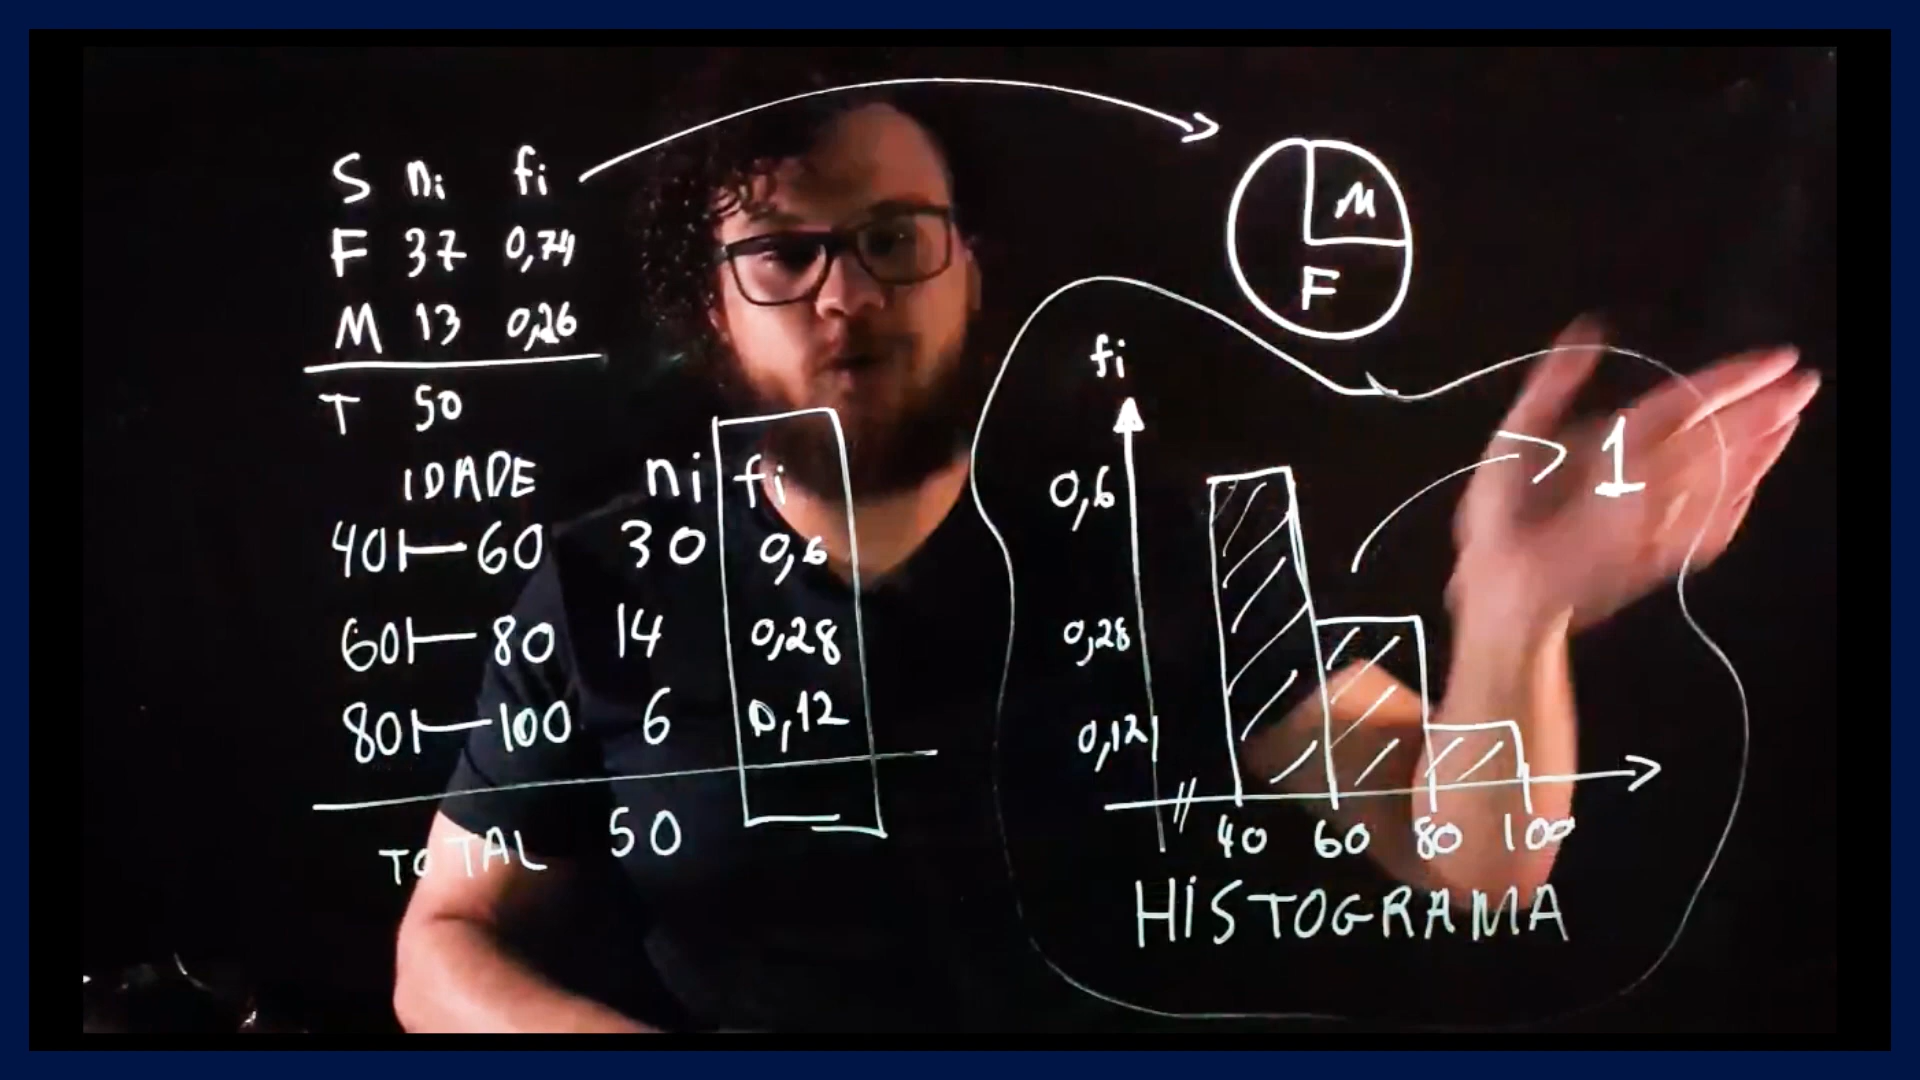 S ni fi
F 37 0,74
M 13 0,26
T 50
IDADE ni fi
40⊢60 30 0,6
60⊢80 14 0,28
80⊢100 6 0,12
TOTAL 50
M
F
fi
0,6
0,28
0,12
1
40 60 80 100
HISTOGRAMA